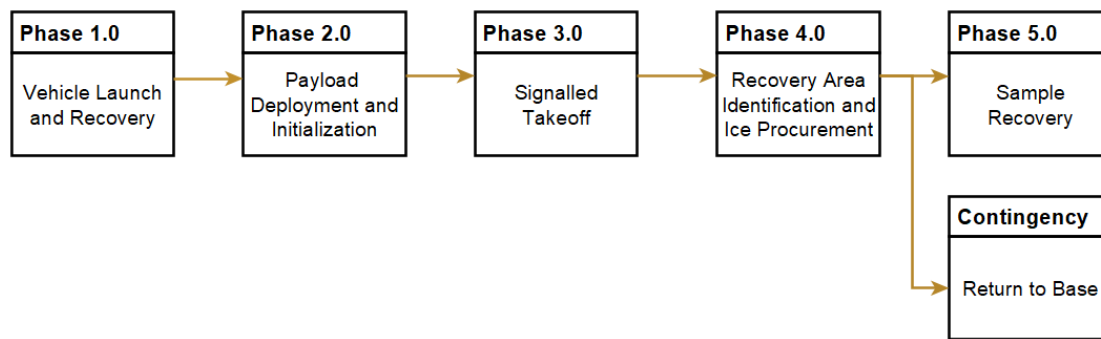 Phase 1.0
Vehicle Launch
and Recovery
Phase 2.0
Payload
Deployment and
Initialization
Phase 3.0
Signalled
Takeoff
Phase 4.0
Recovery Area
Identification and
Ice Procurement
Phase 5.0
Sample
Recovery
Contingency
Return to Base